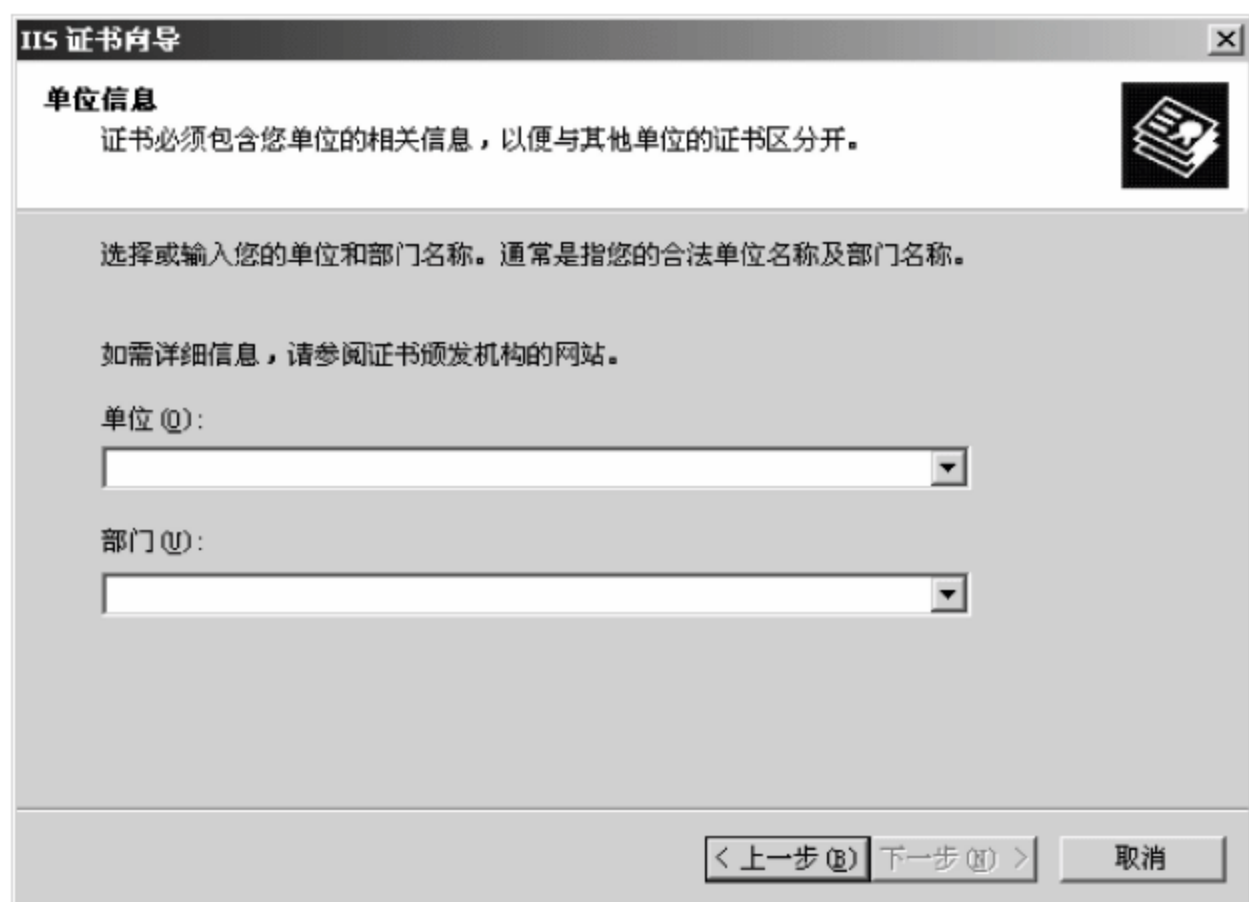 IIS 证书向导
单位信息
证书必须包含您单位的相关信息，以便与其他单位的证书区分开。
选择或输入您的单位和部门名称。通常是指您的合法单位名称及部门名称。
如需详细信息，请参阅证书颁发机构的网站。
单位(O):
部门(U):
< 上一步(B) 下一步(N) > 取消